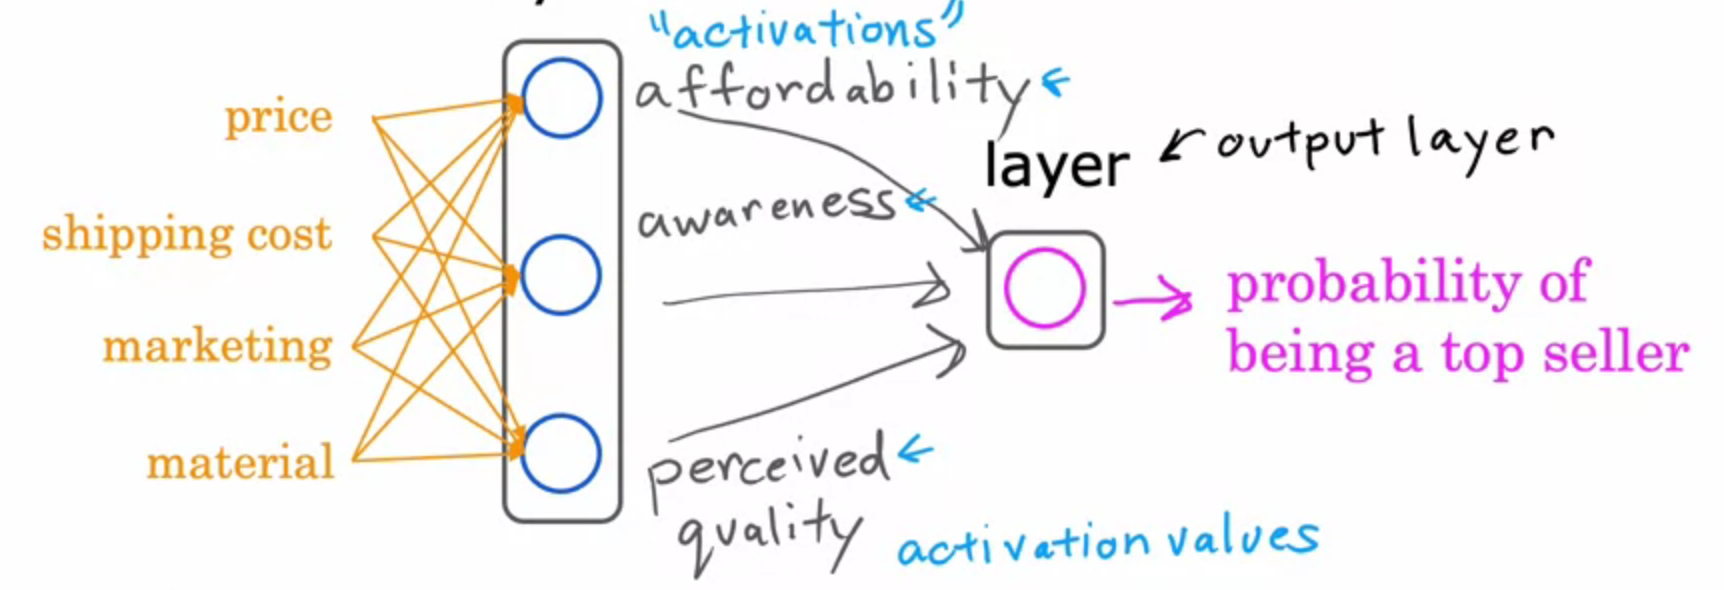 "activations"
affordability
price
layer
output layer
awareness
shipping cost
probability of
being a top seller
marketing
material
perceived
quality
activation values